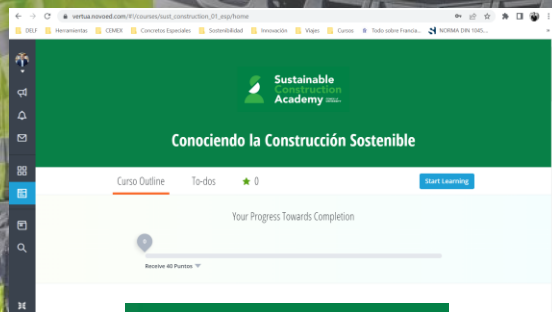 vertua.novoed.com/#!/courses/sust_construction_01_esp/home
DELF Herramientas CEMEX Concretos Especiales Sostenibilidad Innovación Viajes Cursos Todo sobre Francia... NORMA DIN 1045...
Sustainable
Construction
Academy
Conociendo la Construcción Sostenible
Curso Outline To-dos 0 Start Learning
Your Progress Towards Completion
0
Receive 40 Puntos